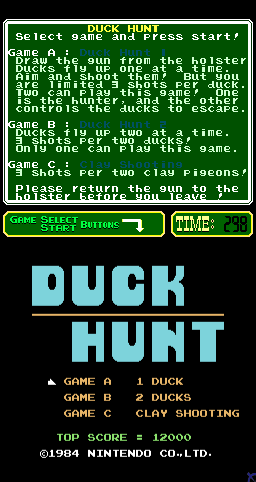 DUCK HUNT
Select game and press start!
Game A : Duck Hunt 1
Draw the gun from the holster
Ducks fly up one at a time.
Aim and shoot them! But you
are limited 3 shots per duck.
Two can play this game! One
is the hunter, and the other
controls the ducks to escape.
Game B : Duck Hunt 2
Ducks fly up two at a time.
3 shots per two ducks!
Only one can play this game.
Game C : Clay Shooting
3 shots per two clay pigeons!
Please return the gun to the
holster before you leave !
GAME SELECT
START BUTTONS
TIME: 298
DUCK
HUNT
GAME A 1 DUCK
GAME B 2 DUCKS
GAME C CLAY SHOOTING
TOP SCORE = 12000
©1984 NINTENDO CO.,LTD.